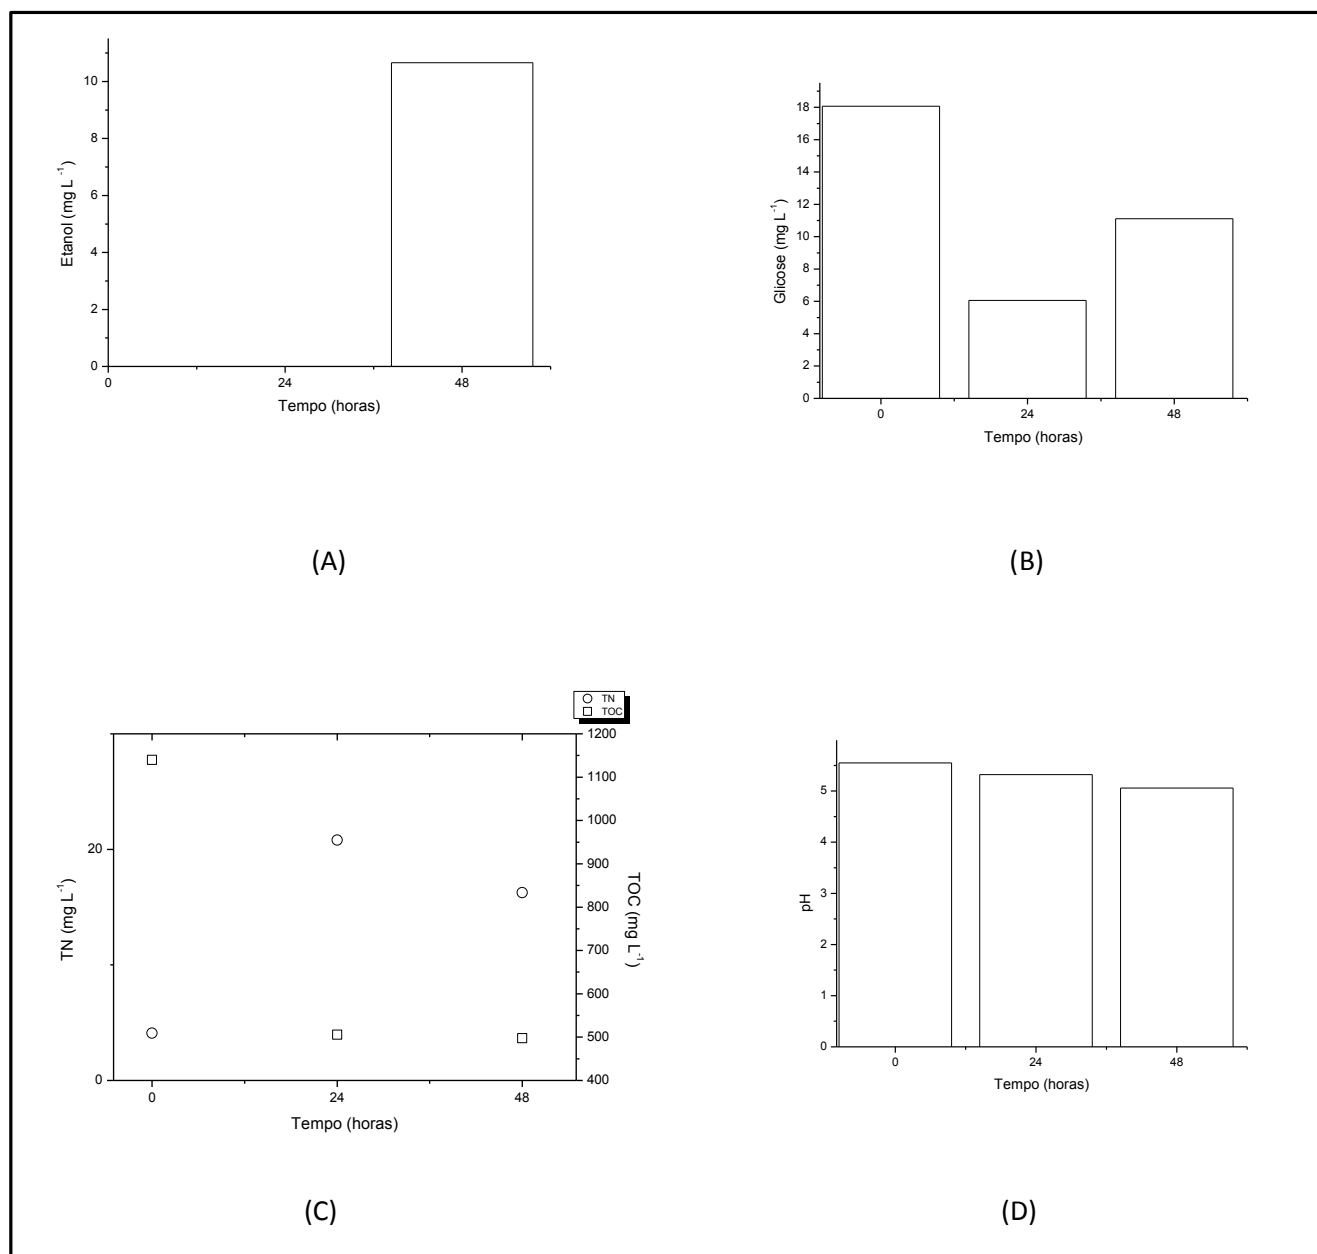 10
8
6
4
2
0
Etanol (mg L⁻¹)
0 24 48
Tempo (horas)
(A)
18
16
14
12
10
8
6
4
2
0
Glicose (mg L⁻¹)
0 24 48
Tempo (horas)
(B)
TN
TOC
20
0
TN (mg L⁻¹)
1200
1100
1000
900
800
700
600
500
400
TOC (mg L⁻¹)
0 24 48
Tempo (horas)
(C)
5
4
3
2
1
0
pH
0 24 48
Tempo (horas)
(D)